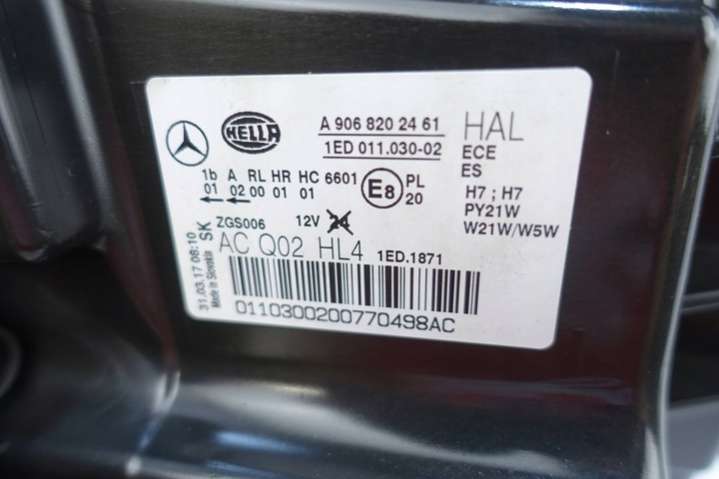 HELLA
A 906 820 24 61
1ED 011.030-02
HAL
ECE
ES
H7 ; H7
PY21W
W21W/W5W
1b A RL HR HC 6601
01 02 00 01 01
E8
PL
20
ZGS006 12V 24
AC Q02 HL4 1ED.1871
31.03.17 08:10
Made in Slovakia
SK
0110300200770498AC